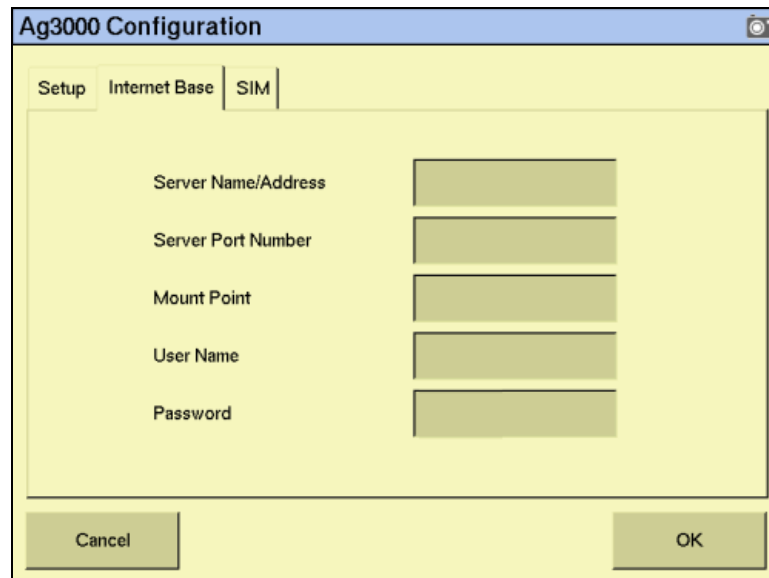 Ag3000 Configuration
Setup Internet Base SIM
Server Name/Address
Server Port Number
Mount Point
User Name
Password
Cancel OK